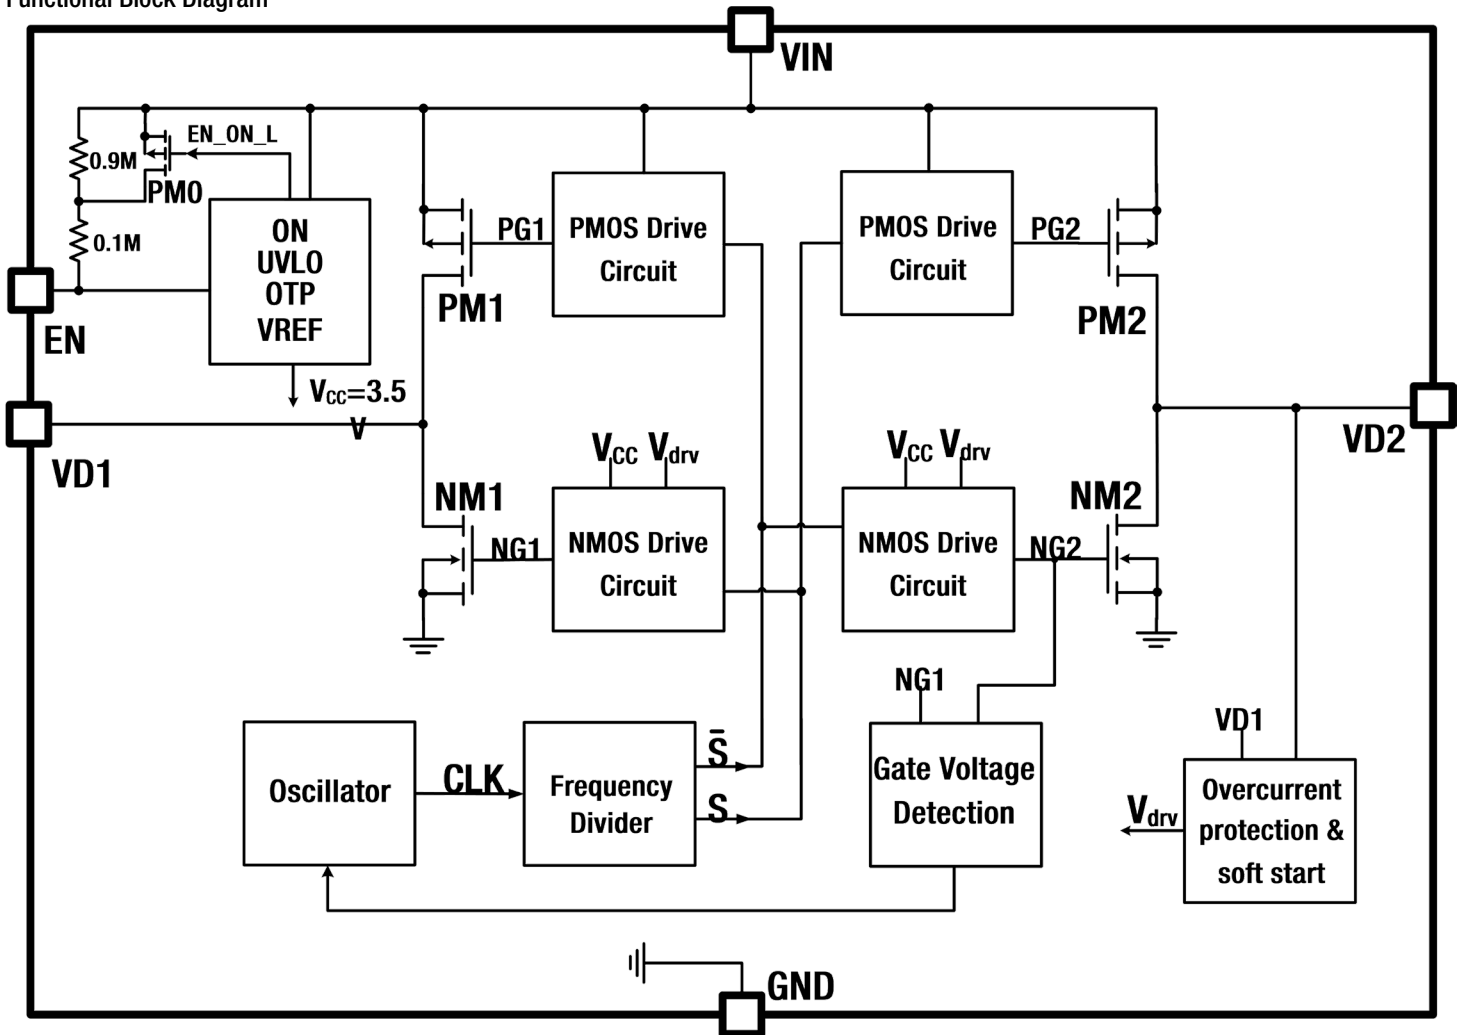 Functional Block Diagram
VIN
EN_ON_L
0.9M
PM0
0.1M
ON
UVLO
OTP
VREF
EN
VCC=3.5
V
VD1
PG1
PMOS Drive
Circuit
PM1
PMOS Drive
Circuit
PG2
PM2
VD2
VCC Vdrv
NM1
NG1
NMOS Drive
Circuit
VCC Vdrv
NMOS Drive
Circuit
NG2
NM2
Oscillator
CLK
Frequency
Divider
S̄
S
NG1
Gate Voltage
Detection
VD1
Vdrv
Overcurrent
protection &
soft start
GND